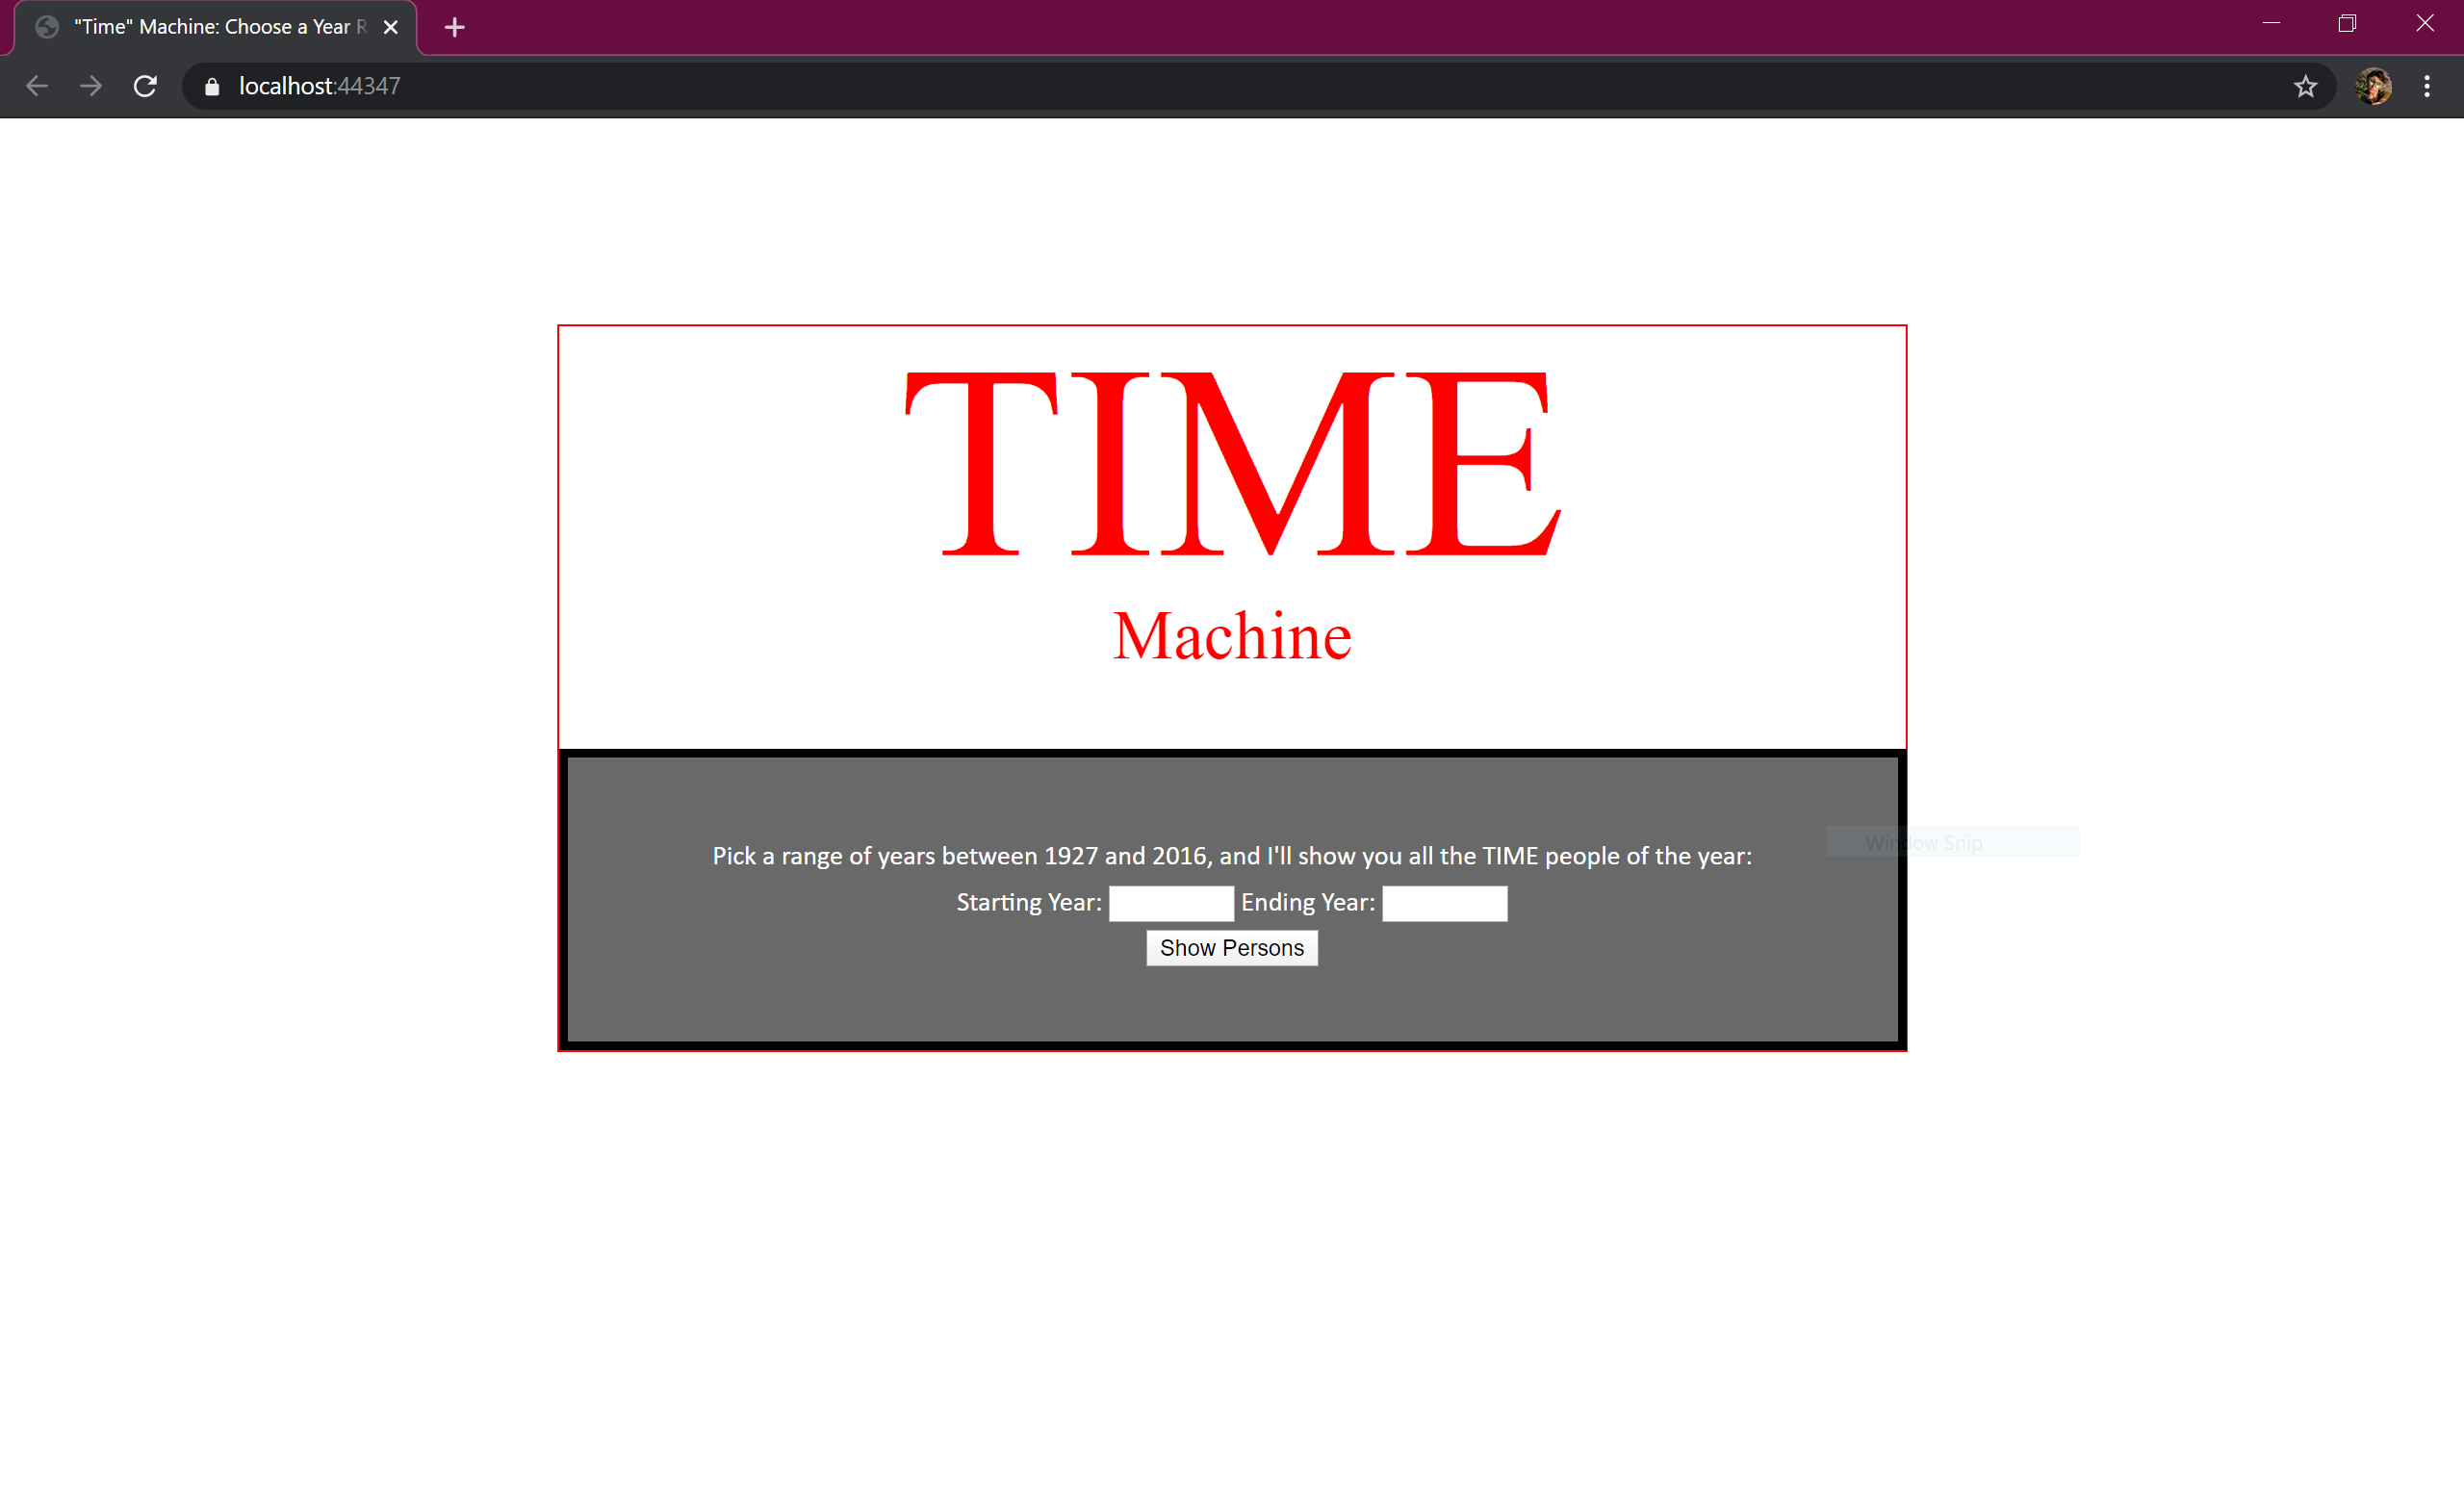 "Time" Machine: Choose a Year R
localhost:44347
TIME
Machine
Pick a range of years between 1927 and 2016, and I'll show you all the TIME people of the year:
Window Snip
Starting Year: Ending Year:
Show Persons